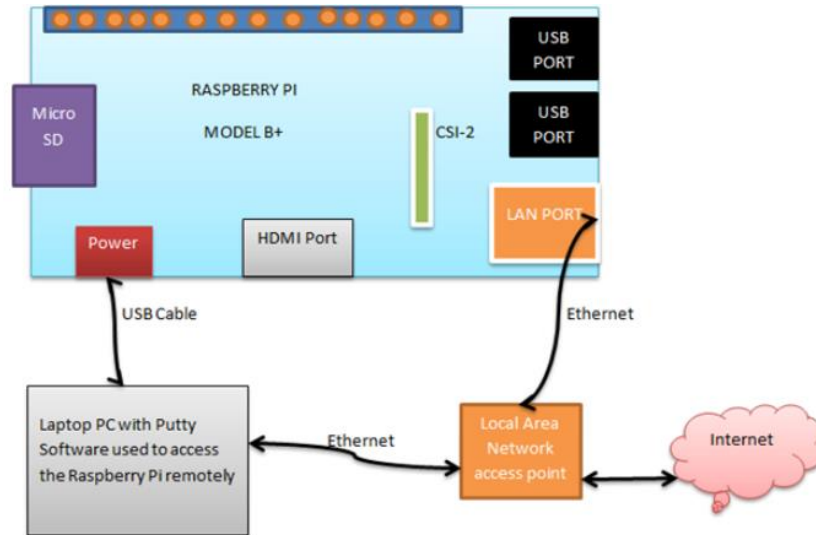 USB
PORT
RASPBERRY PI
MODEL B+
Micro
SD
USB
PORT
CSI-2
LAN PORT
Power
HDMI Port
USB Cable
Ethernet
Laptop PC with Putty
Software used to access
the Raspberry Pi remotely
Ethernet
Local Area
Network
access point
Internet